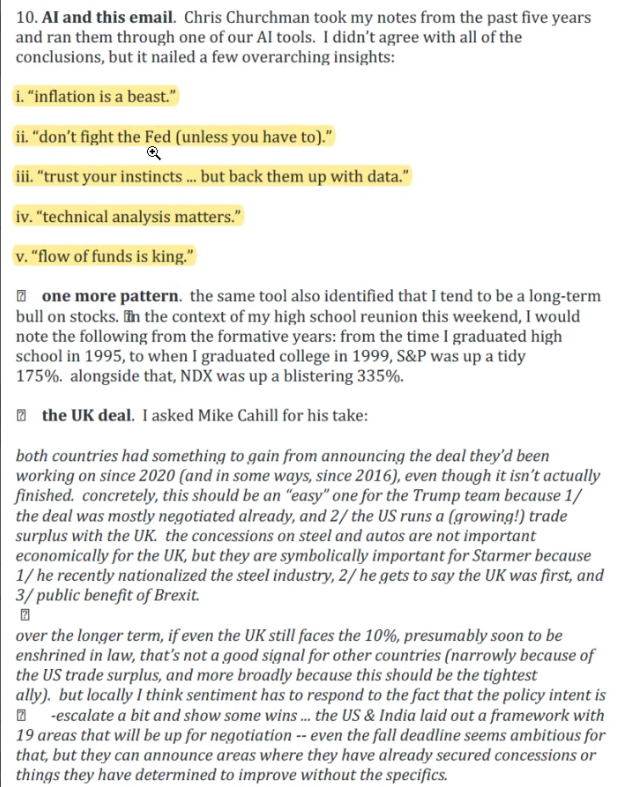 10. AI and this email.  Chris Churchman took my notes from the past five years
and ran them through one of our AI tools.  I didn’t agree with all of the
conclusions, but it nailed a few overarching insights:
i. “inflation is a beast.”
ii. “don’t fight the Fed (unless you have to).”
iii. “trust your instincts ... but back them up with data.”
iv. “technical analysis matters.”
v. “flow of funds is king.”
one more pattern.  the same tool also identified that I tend to be a long-term
bull on stocks.  In the context of my high school reunion this weekend, I would
note the following from the formative years: from the time I graduated high
school in 1995, to when I graduated college in 1999, S&P was up a tidy
175%.  alongside that, NDX was up a blistering 335%.
the UK deal.  I asked Mike Cahill for his take:
both countries had something to gain from announcing the deal they’d been
working on since 2020 (and in some ways, since 2016), even though it isn’t actually
finished.  concretely, this should be an “easy” one for the Trump team because 1/
the deal was mostly negotiated already, and 2/ the US runs a (growing!) trade
surplus with the UK.  the concessions on steel and autos are not important
economically for the UK, but they are symbolically important for Starmer because
1/ he recently nationalized the steel industry, 2/ he gets to say the UK was first, and
3/ public benefit of Brexit.
over the longer term, if even the UK still faces the 10%, presumably soon to be
enshrined in law, that’s not a good signal for other countries (narrowly because of
the US trade surplus, and more broadly because this should be the tightest
ally).  but locally I think sentiment has to respond to the fact that the policy intent is
-escalate a bit and show some wins ... the US & India laid out a framework with
19 areas that will be up for negotiation -- even the fall deadline seems ambitious for
that, but they can announce areas where they have already secured concessions or
things they have determined to improve without the specifics.